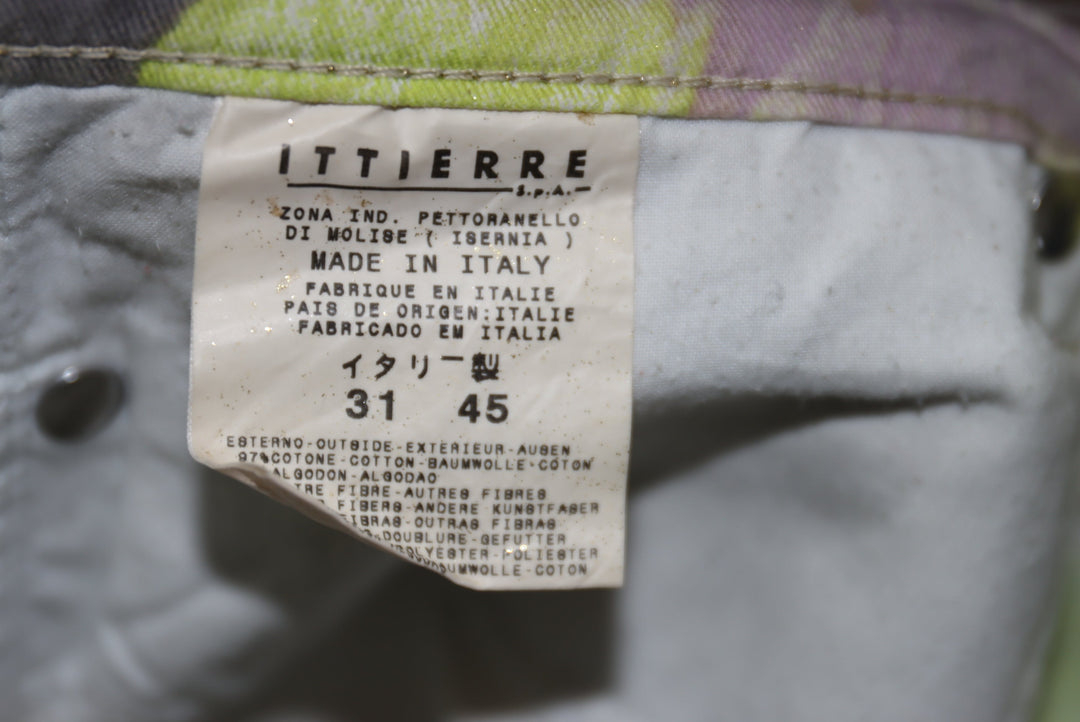 ITTIERRE
S.p.A.
ZONA IND. PETTORANELLO
DI MOLISE ( ISERNIA )
MADE IN ITALY
FABRIQUE EN ITALIE
PAIS DE ORIGEN:ITALIE
FABRICADO EM ITALIA
イタリー製
31 45
ESTERNO-OUTSIDE-EXTERIEUR-AUSEN
97%COTONE-COTTON-BAUMWOLLE-COTON
ALGODON-ALGODAO
FIBRE-AUTRES FIBRES
FIBERS-ANDERE KUNSTFASER
FIBRAS-OUTRAS FIBRAS
DOUBLURE-GEFUTTER
POLYESTER-POLIESTER
BAUMWOLLE-COTON